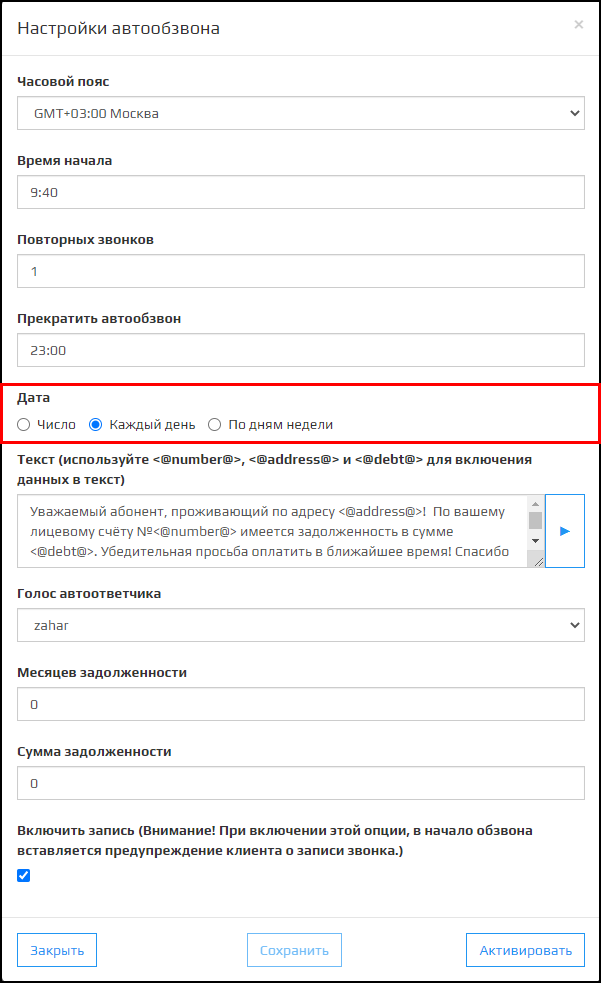 Настройки автообзвона
×
Часовой пояс
GMT+03:00 Москва
Время начала
9:40
Повторных звонков
1
Прекратить автообзвон
23:00
Дата
Число Каждый день По дням недели
Текст (используйте <@number@>, <@address@> и <@debt@> для включения
данных в текст)
Уважаемый абонент, проживающий по адресу <@address@>!  По вашему
лицевому счёту №<@number@> имеется задолженность в сумме
<@debt@>. Убедительная просьба оплатить в ближайшее время! Спасибо
Голос автоответчика
zahar
Месяцев задолженности
0
Сумма задолженности
0
Включить запись (Внимание! При включении этой опции, в начало обзвона
вставляется предупреждение клиента о записи звонка.)
Закрыть Сохранить Активировать